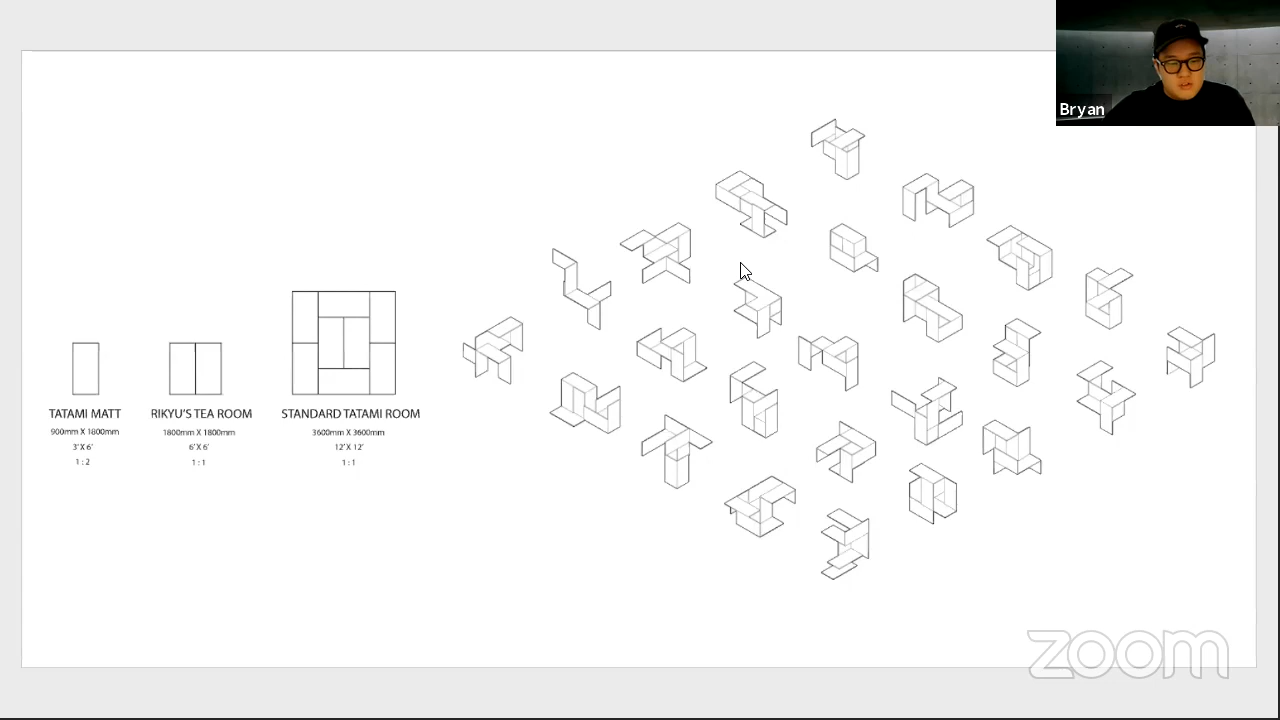 Bryan
TATAMI MATT
900mm X 1800mm
3' X 6'
1 : 2
RIKYU'S TEA ROOM
1800mm X 1800mm
6' X 6'
1 : 1
STANDARD TATAMI ROOM
3600mm X 3600mm
12' X 12'
1 : 1
zoom